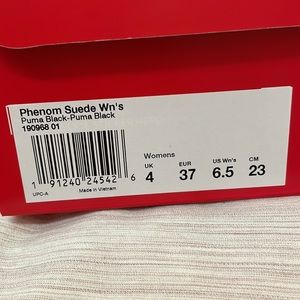 Phenom Suede Wn's
Puma Black-Puma Black
190968 01
Womens
UK EUR US Wn's CM
4 37 6.5 23
1 91240 24542 6
UPC-A Made in Vietnam